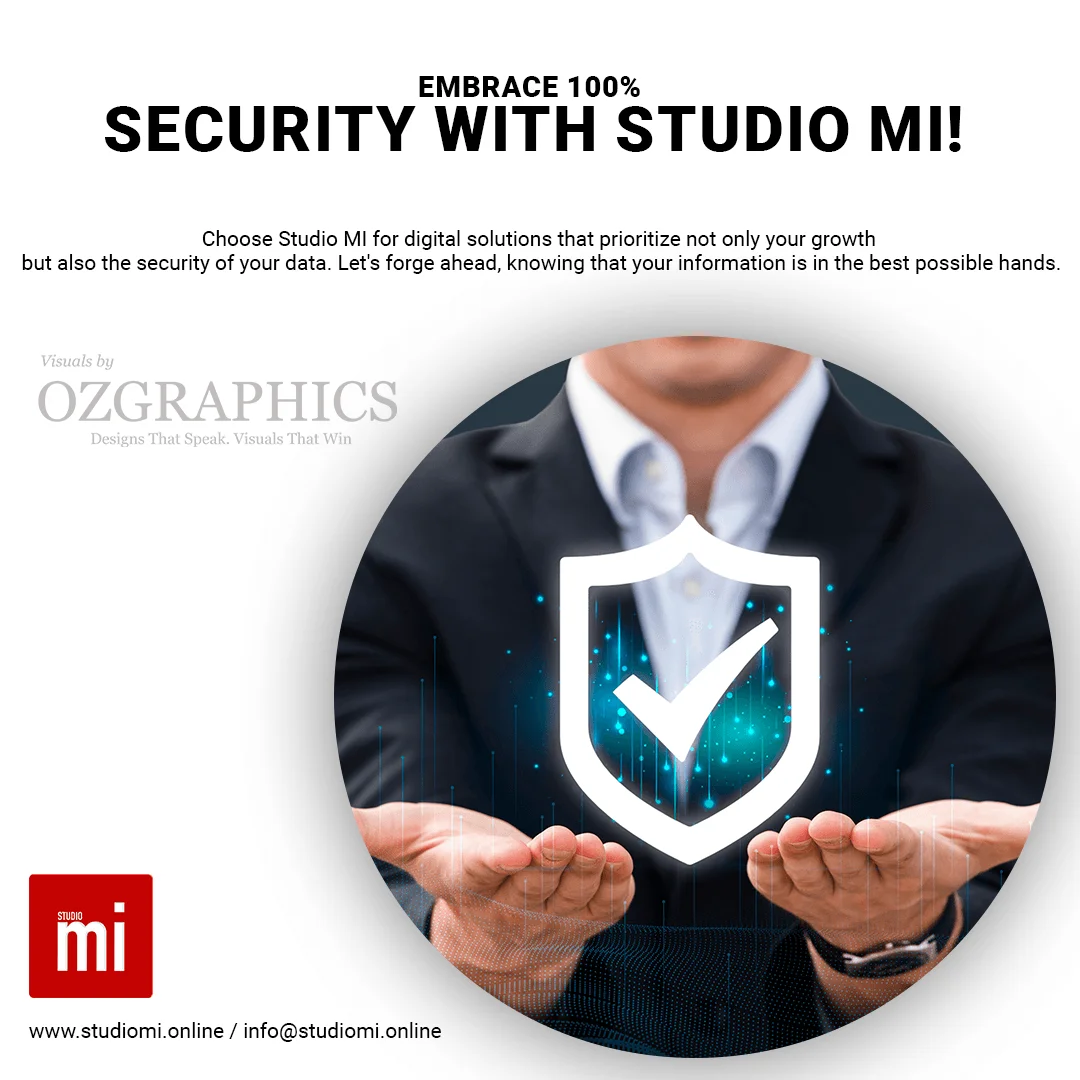 EMBRACE 100%
SECURITY WITH STUDIO MI!
Choose Studio MI for digital solutions that prioritize not only your growth
but also the security of your data. Let's forge ahead, knowing that your information is in the best possible hands.
Visuals by
OZGRAPHICS
Designs That Speak. Visuals That Win
STUDIO
mi
www.studiomi.online / info@studiomi.online